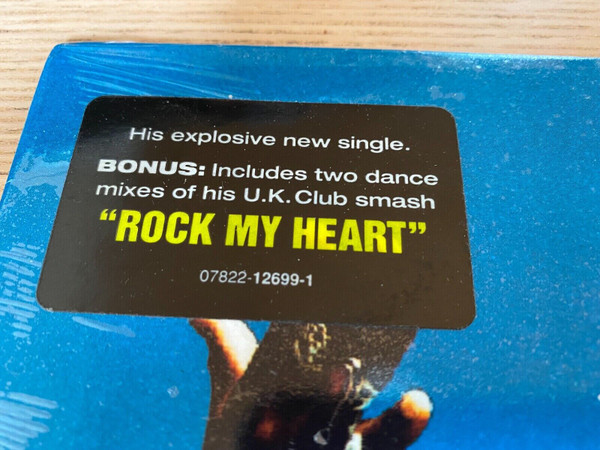 His explosive new single.
BONUS: Includes two dance
mixes of his U.K. Club smash
“ROCK MY HEART”
07822-12699-1